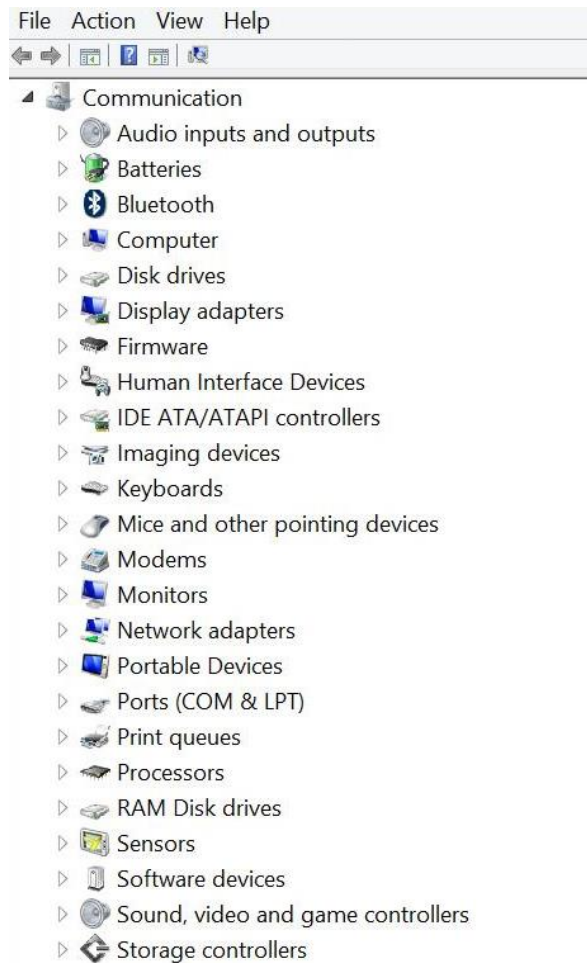 File Action View Help
Communication
Audio inputs and outputs
Batteries
Bluetooth
Computer
Disk drives
Display adapters
Firmware
Human Interface Devices
IDE ATA/ATAPI controllers
Imaging devices
Keyboards
Mice and other pointing devices
Modems
Monitors
Network adapters
Portable Devices
Ports (COM & LPT)
Print queues
Processors
RAM Disk drives
Sensors
Software devices
Sound, video and game controllers
Storage controllers